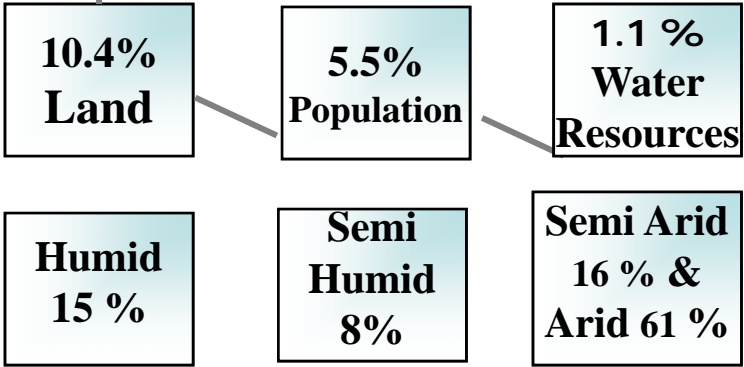 10.4%
Land
5.5%
Population
1.1 %
Water
Resources
Humid
15 %
Semi
Humid
8%
Semi Arid
16 % &
Arid 61 %